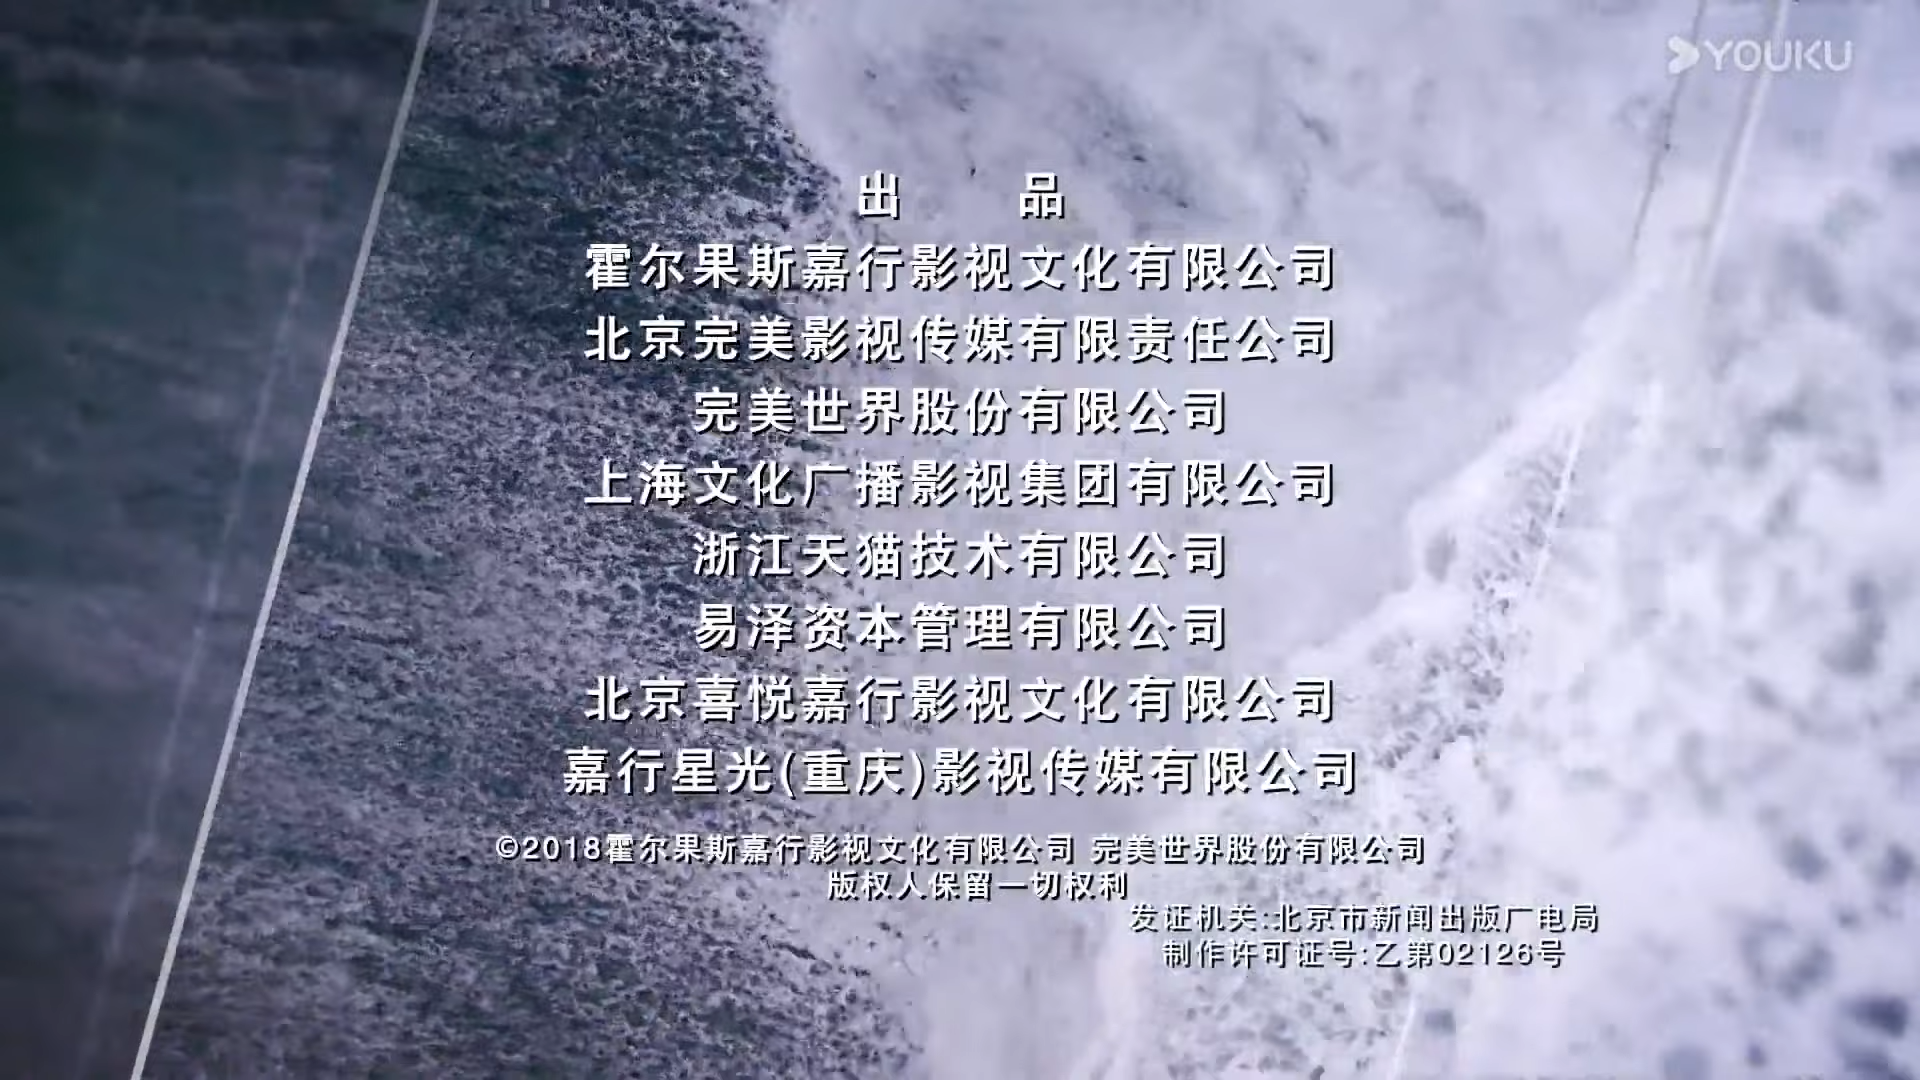 YOUKU
出 品
霍尔果斯嘉行影视文化有限公司
北京完美影视传媒有限责任公司
完美世界股份有限公司
上海文化广播影视集团有限公司
浙江天猫技术有限公司
易泽资本管理有限公司
北京喜悦嘉行影视文化有限公司
嘉行星光(重庆)影视传媒有限公司
©2018霍尔果斯嘉行影视文化有限公司 完美世界股份有限公司
版权人保留一切权利
发证机关:北京市新闻出版广电局
制作许可证号:乙第02126号